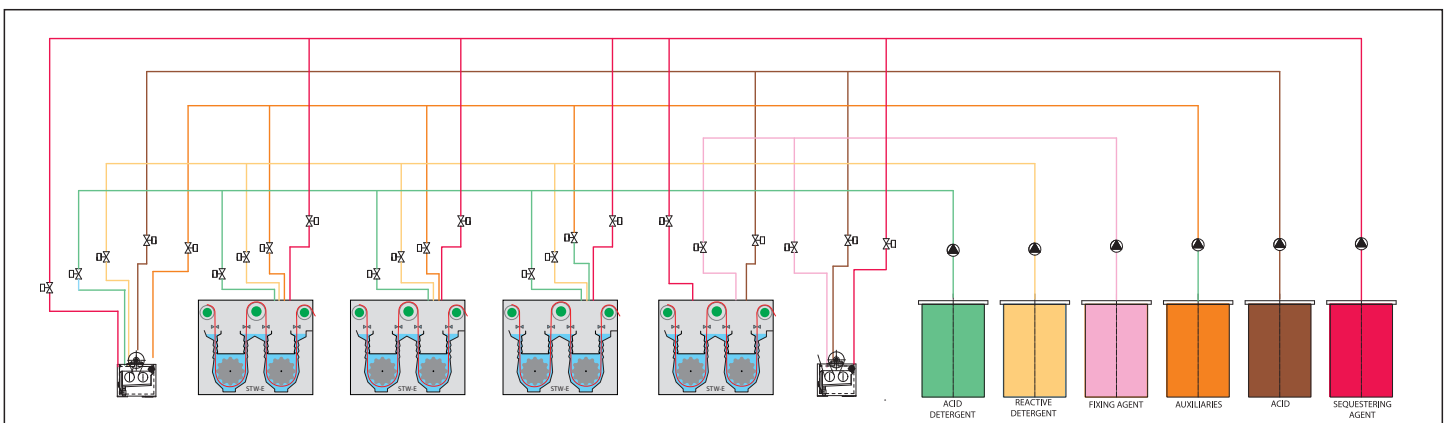 STW-E
STW-E
STW-E
STW-E
ACID
DETERGENT
REACTIVE
DETERGENT
FIXING AGENT
AUXILIARIES
ACID
SEQUESTERING
AGENT